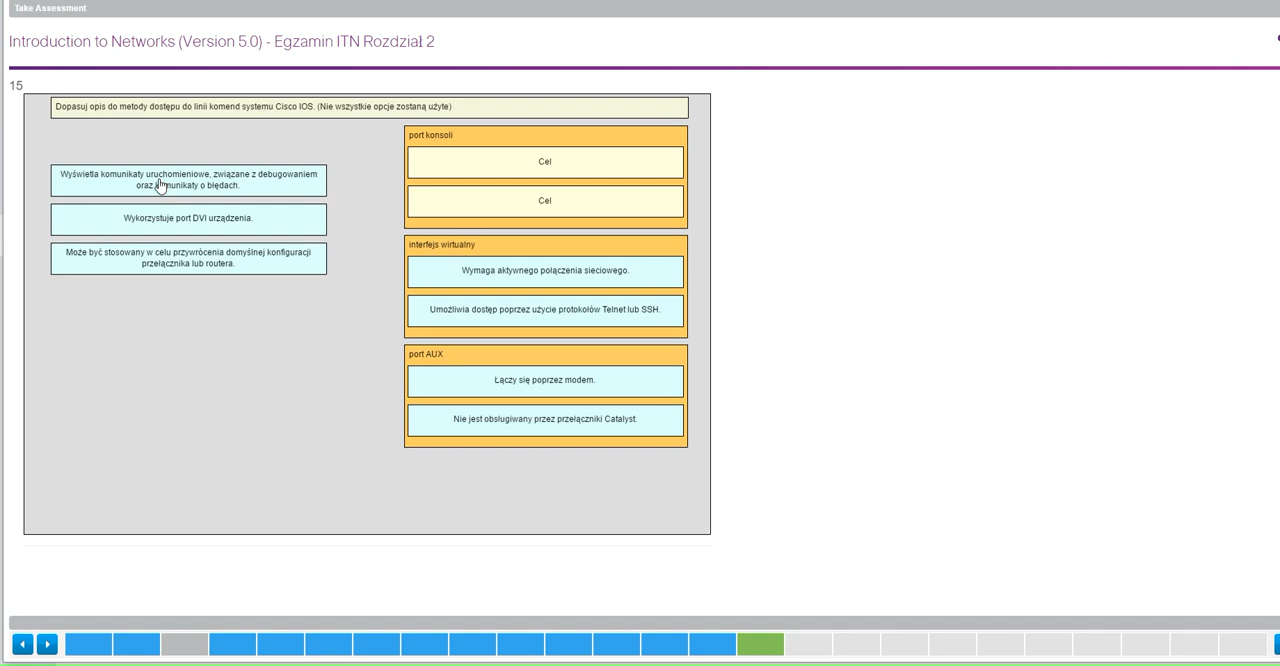 Take Assessment
Introduction to Networks (Version 5.0) - Egzamin ITN Rozdział 2
15
Dopasuj opis do metody dostępu do linii komend systemu Cisco IOS. (Nie wszystkie opcje zostaną użyte)
Wyświetla komunikaty uruchomieniowe, związane z debugowaniem
oraz komunikaty o błędach.
Wykorzystuje port DVI urządzenia.
Może być stosowany w celu przywrócenia domyślnej konfiguracji
przełącznika lub routera.
port konsoli
Cel
Cel
interfejs wirtualny
Wymaga aktywnego połączenia sieciowego.
Umożliwia dostęp poprzez użycie protokołów Telnet lub SSH.
port AUX
Łączy się poprzez modem.
Nie jest obsługiwany przez przełączniki Catalyst.